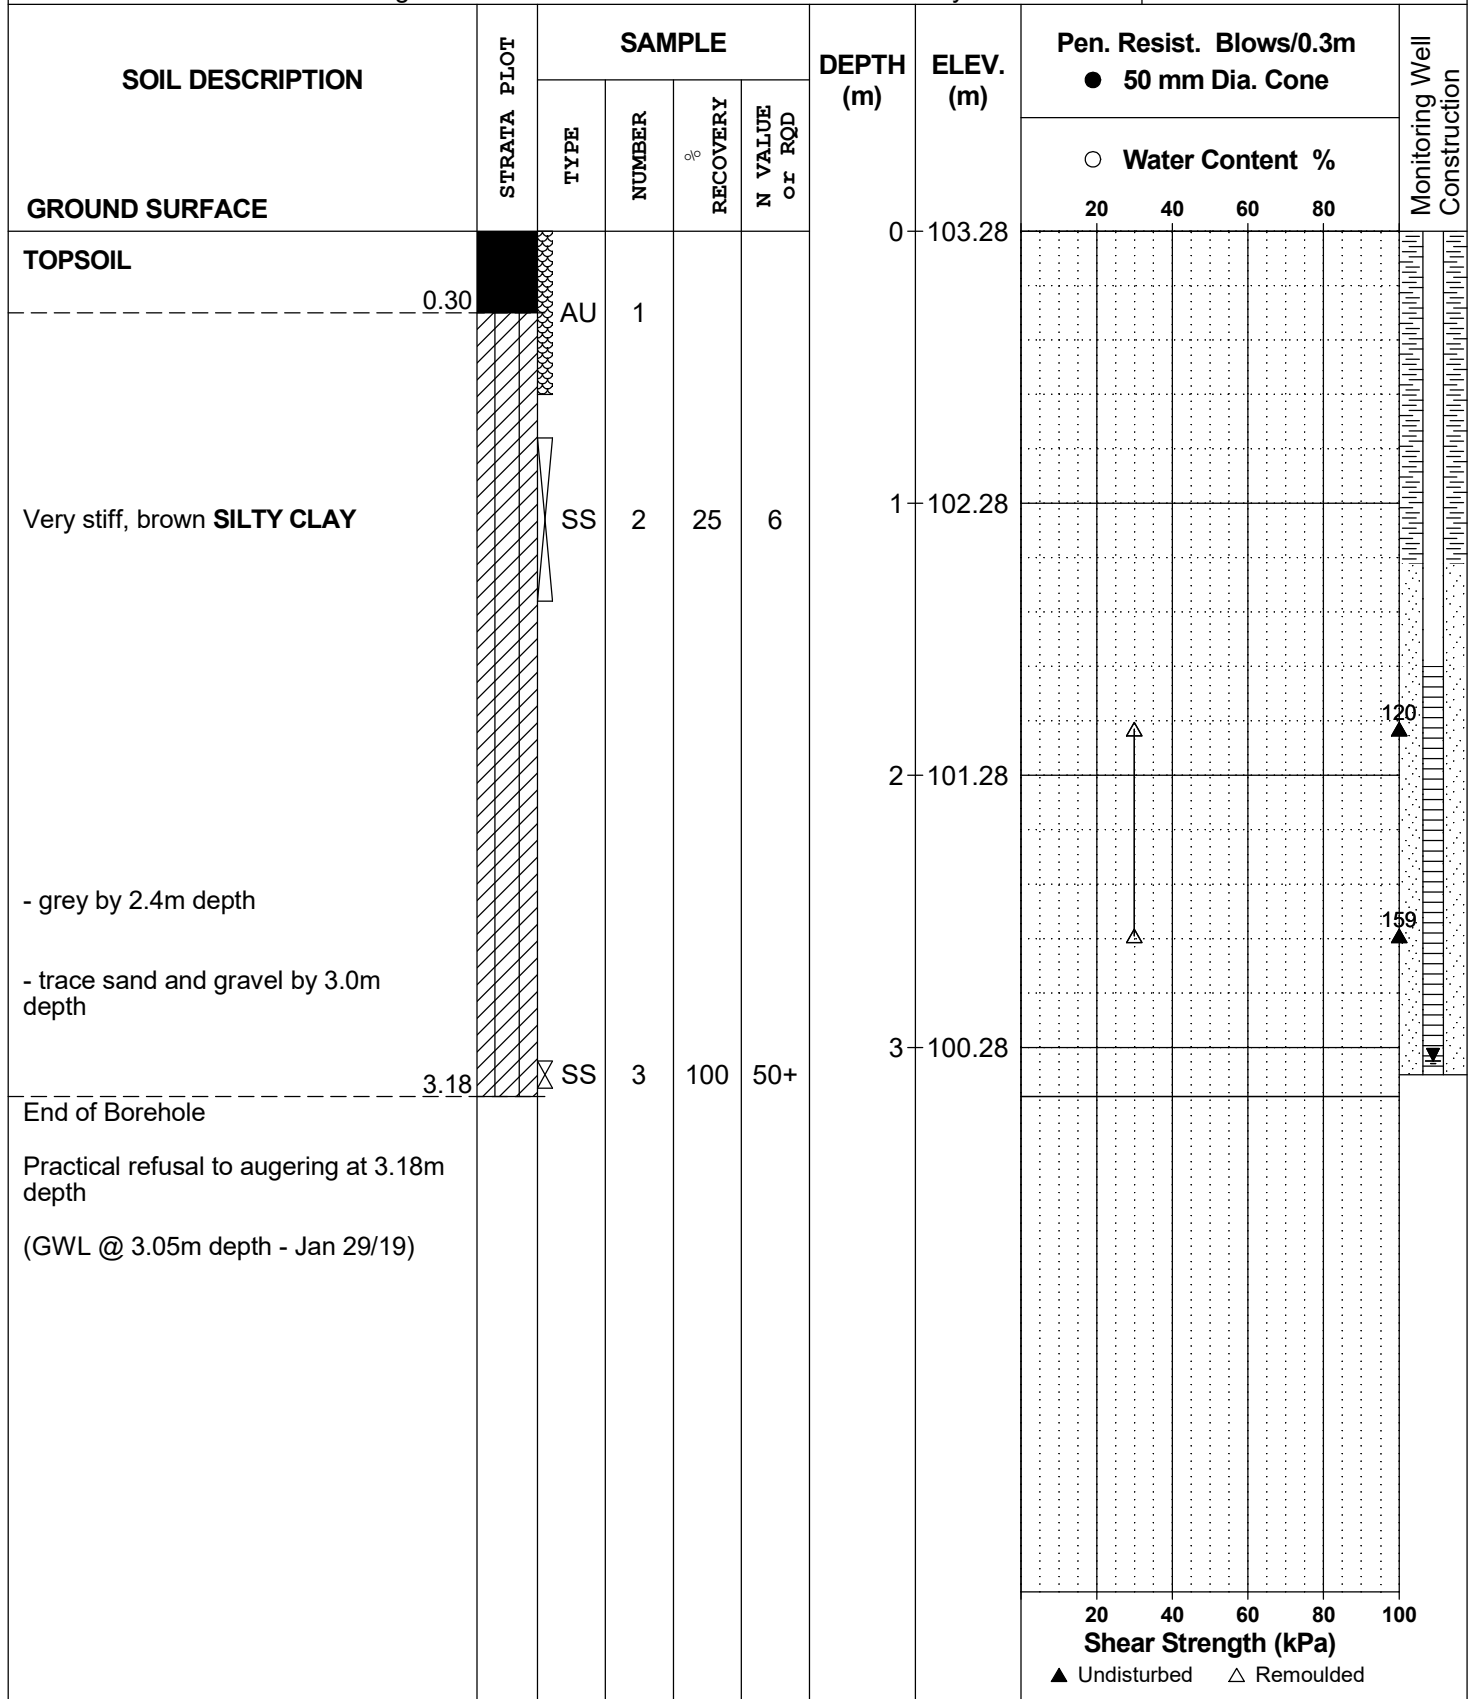 SOIL DESCRIPTION
GROUND SURFACE
STRATA PLOT
SAMPLE
TYPE
NUMBER
% RECOVERY
N VALUE or RQD
DEPTH (m)
ELEV. (m)
Pen. Resist. Blows/0.3m
● 50 mm Dia. Cone
○ Water Content %
20 40 60 80
Monitoring Well Construction
0 103.28
TOPSOIL
0.30
AU 1
1 102.28
Very stiff, brown SILTY CLAY
SS 2 25 6
120
2 101.28
- grey by 2.4m depth
159
- trace sand and gravel by 3.0m
depth
3 100.28
SS 3 100 50+
3.18
End of Borehole
Practical refusal to augering at 3.18m
depth
(GWL @ 3.05m depth - Jan 29/19)
20 40 60 80 100
Shear Strength (kPa)
▲ Undisturbed △ Remoulded